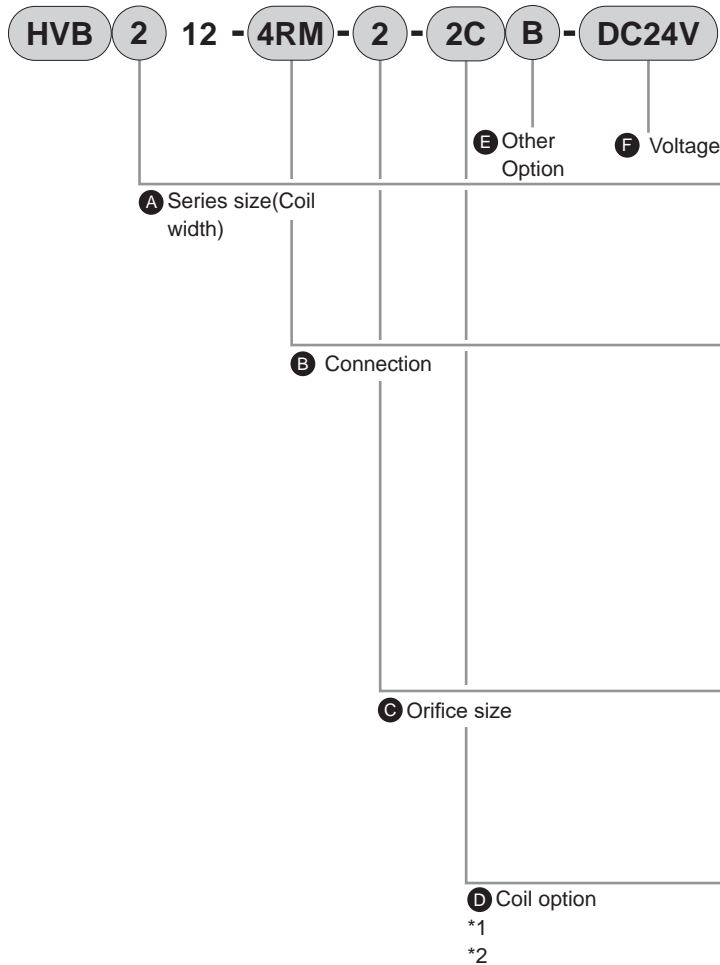 HVB 2 12 - 4RM - 2 - 2C B - DC24V
E Other
Option
F Voltage
A Series size(Coil
width)
B Connection
C Orifice size
D Coil option
*1
*2